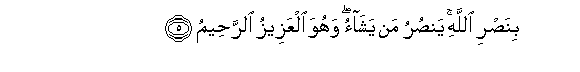 بِنَصْرِ ٱللَّهِۚ يَنصُرُ مَن يَشَآءُۖ وَهُوَ ٱلْعَزِيزُ ٱلرَّحِيمُ ۝٥